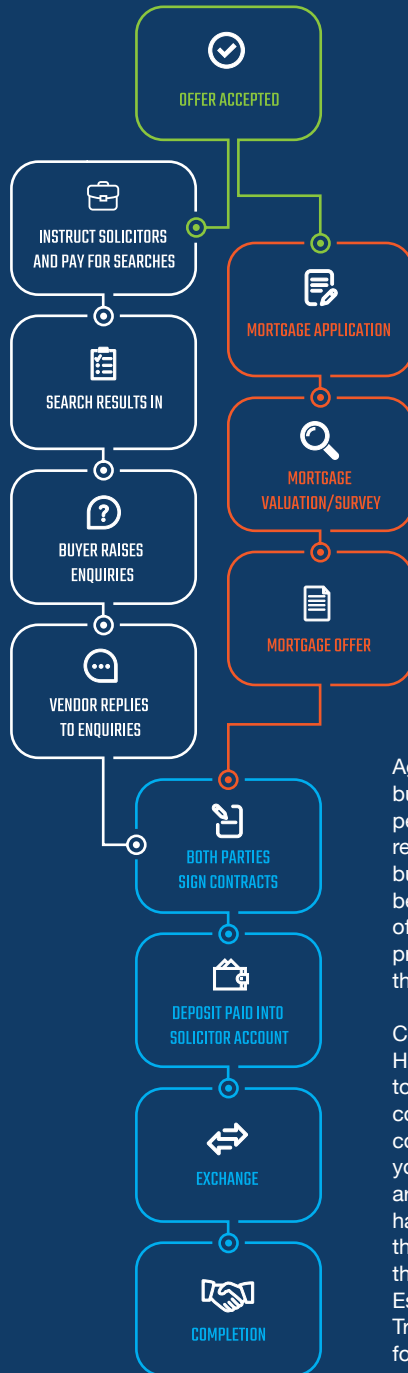 OFFER ACCEPTED
INSTRUCT SOLICITORS
AND PAY FOR SEARCHES
SEARCH RESULTS IN
BUYER RAISES
ENQUIRIES
VENDOR REPLIES
TO ENQUIRIES
MORTGAGE APPLICATION
MORTGAGE
VALUATION/SURVEY
MORTGAGE OFFER
BOTH PARTIES
SIGN CONTRACTS
DEPOSIT PAID INTO
SOLICITOR ACCOUNT
EXCHANGE
COMPLETION